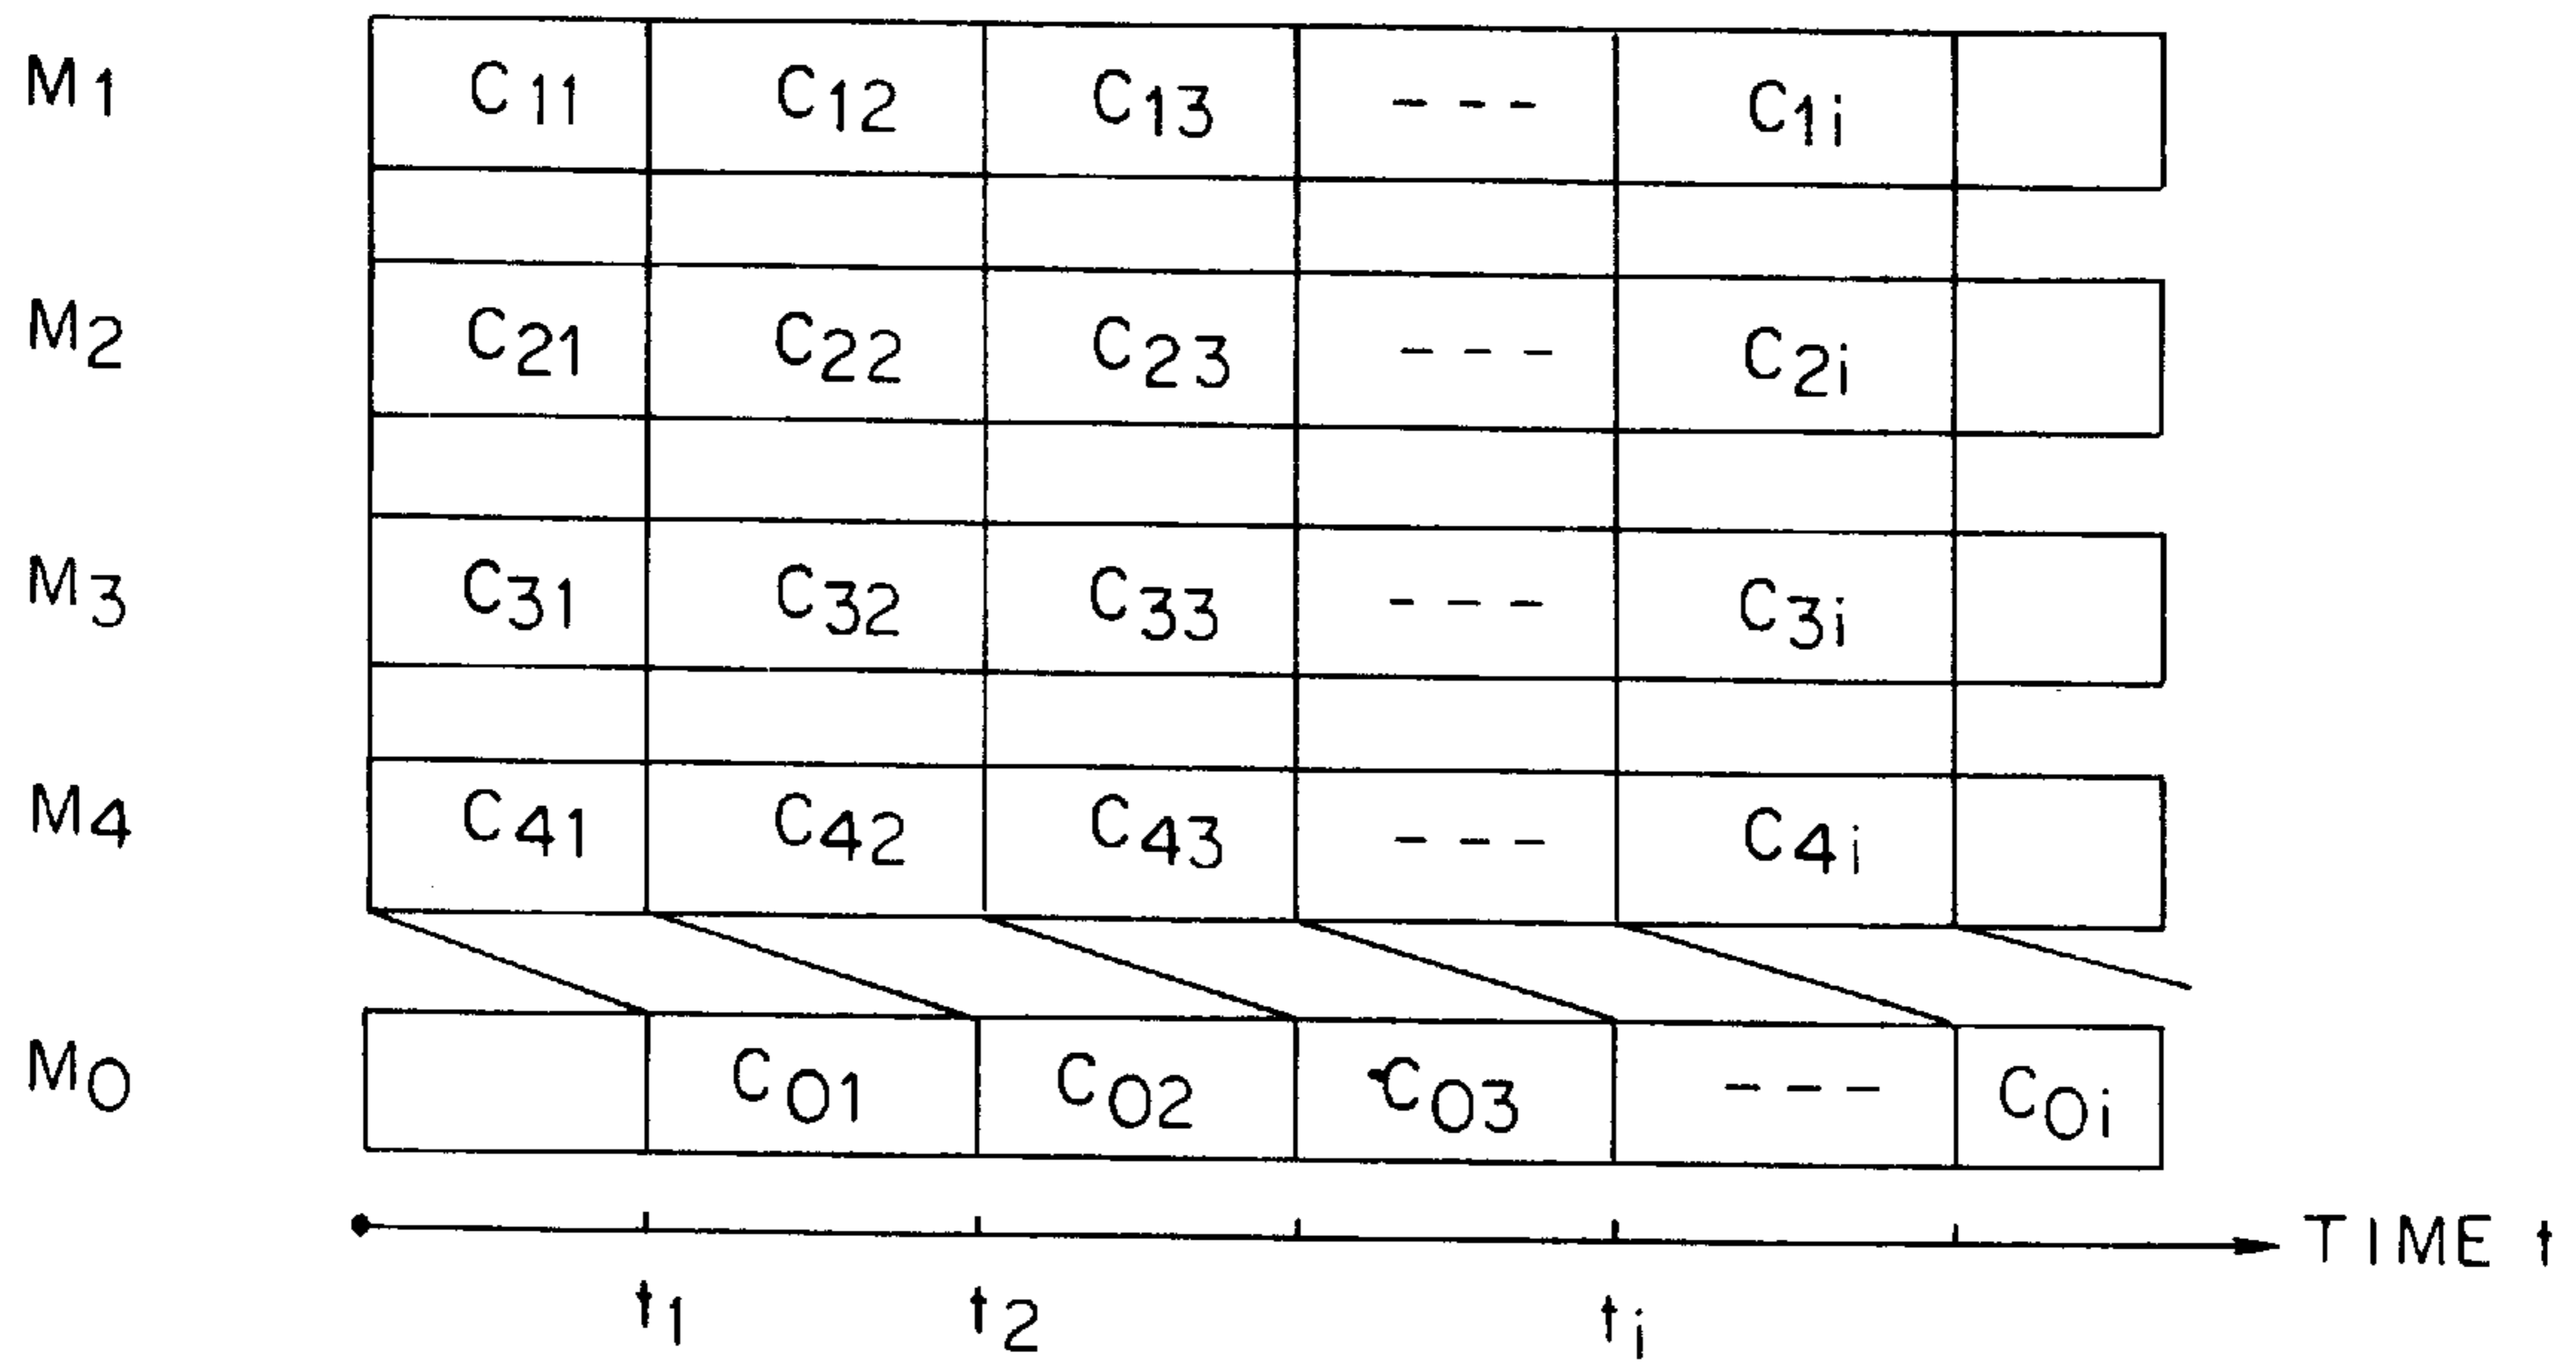 M1 C11 C12 C13 --- C1i
M2 C21 C22 C23 --- C2i
M3 C31 C32 C33 --- C3i
M4 C41 C42 C43 --- C4i
M0 C01 C02 C03 --- C0i
TIME t
t1 t2 ti